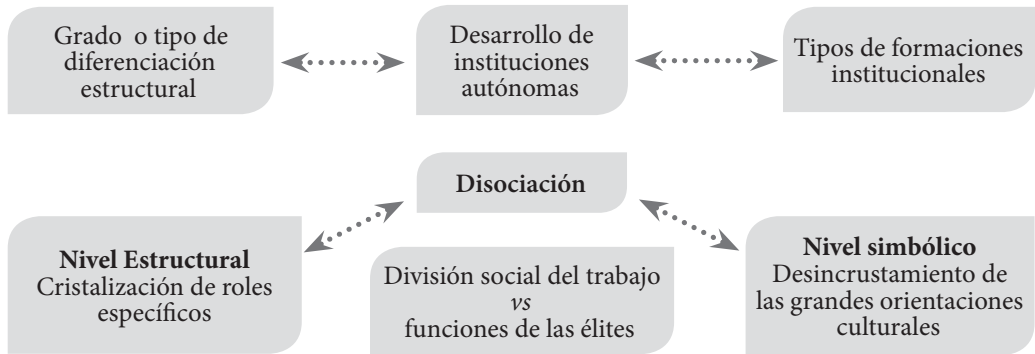 Grado o tipo de
diferenciación
estructural
Desarrollo de
instituciones
autónomas
Tipos de formaciones
institucionales
Disociación
Nivel Estructural
Cristalización de roles
específicos
División social del trabajo
vs
funciones de las élites
Nivel simbólico
Desincrustamiento de
las grandes orientaciones
culturales